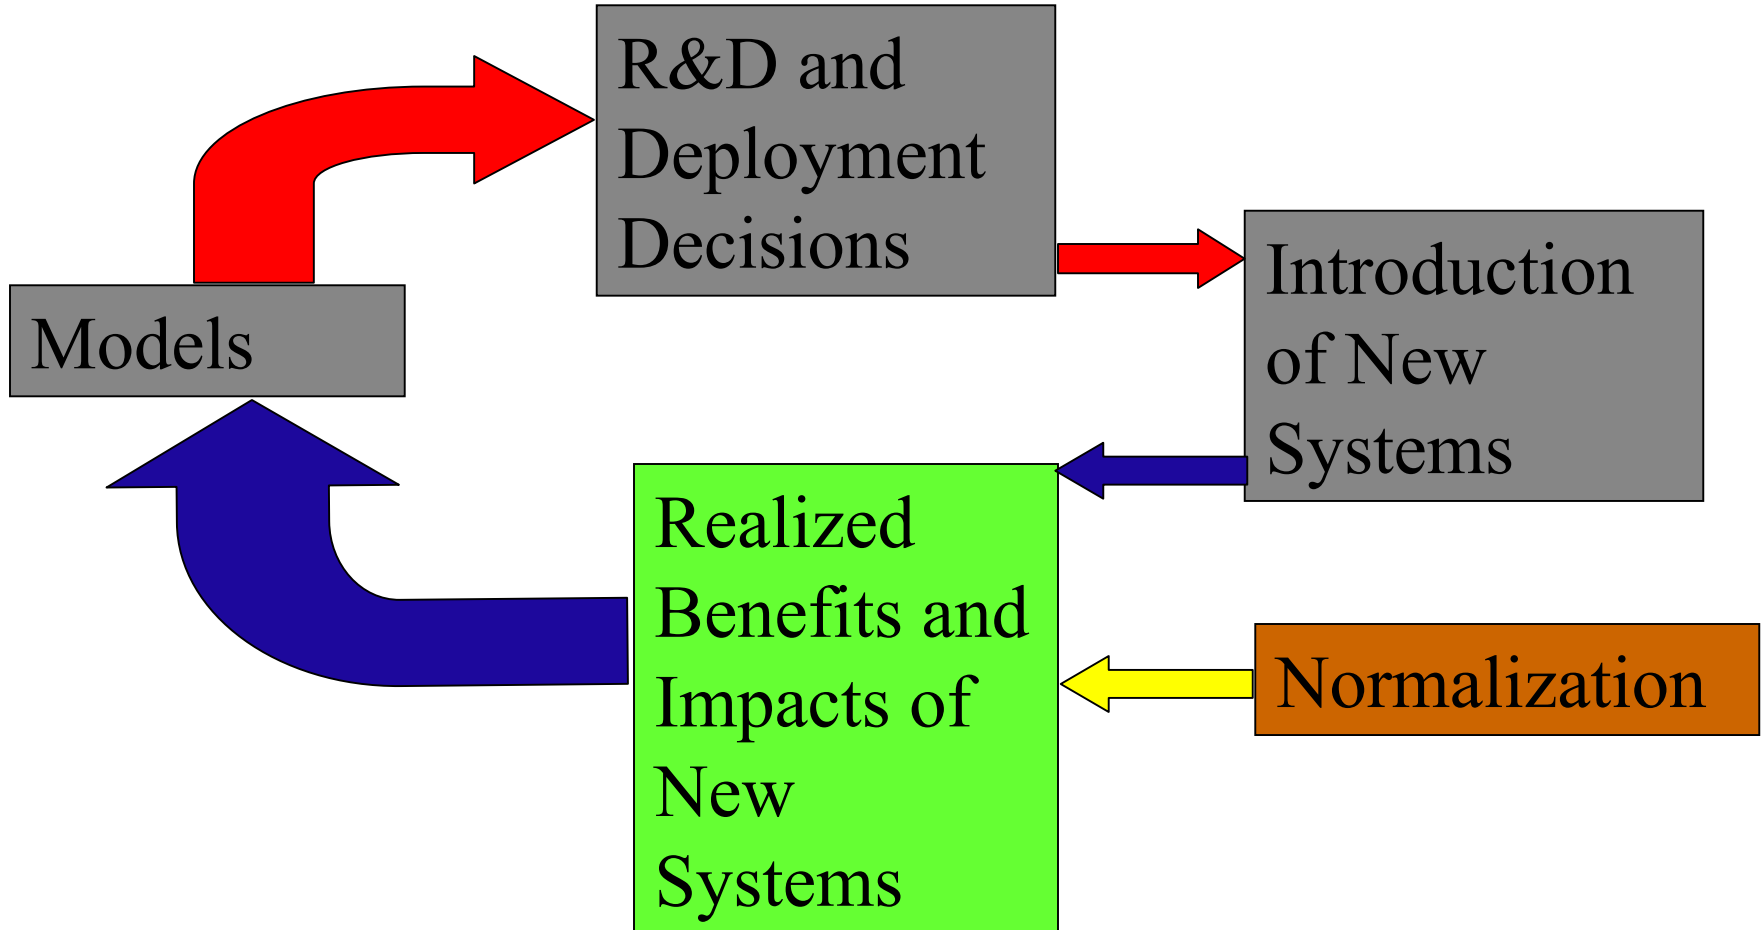 R&D and
Deployment
Decisions
Introduction
of New
Systems
Models
Realized
Benefits and
Impacts of
New
Systems
Normalization